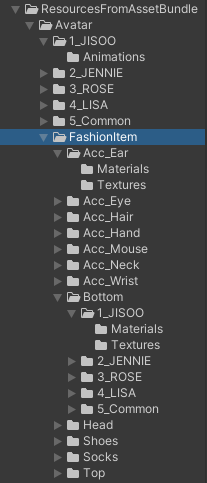 ResourcesFromAssetBundle
Avatar
1_JISOO
Animations
2_JENNIE
3_ROSE
4_LISA
5_Common
FashionItem
Acc_Ear
Materials
Textures
Acc_Eye
Acc_Hair
Acc_Hand
Acc_Mouse
Acc_Neck
Acc_Wrist
Bottom
1_JISOO
Materials
Textures
2_JENNIE
3_ROSE
4_LISA
5_Common
Head
Shoes
Socks
Top